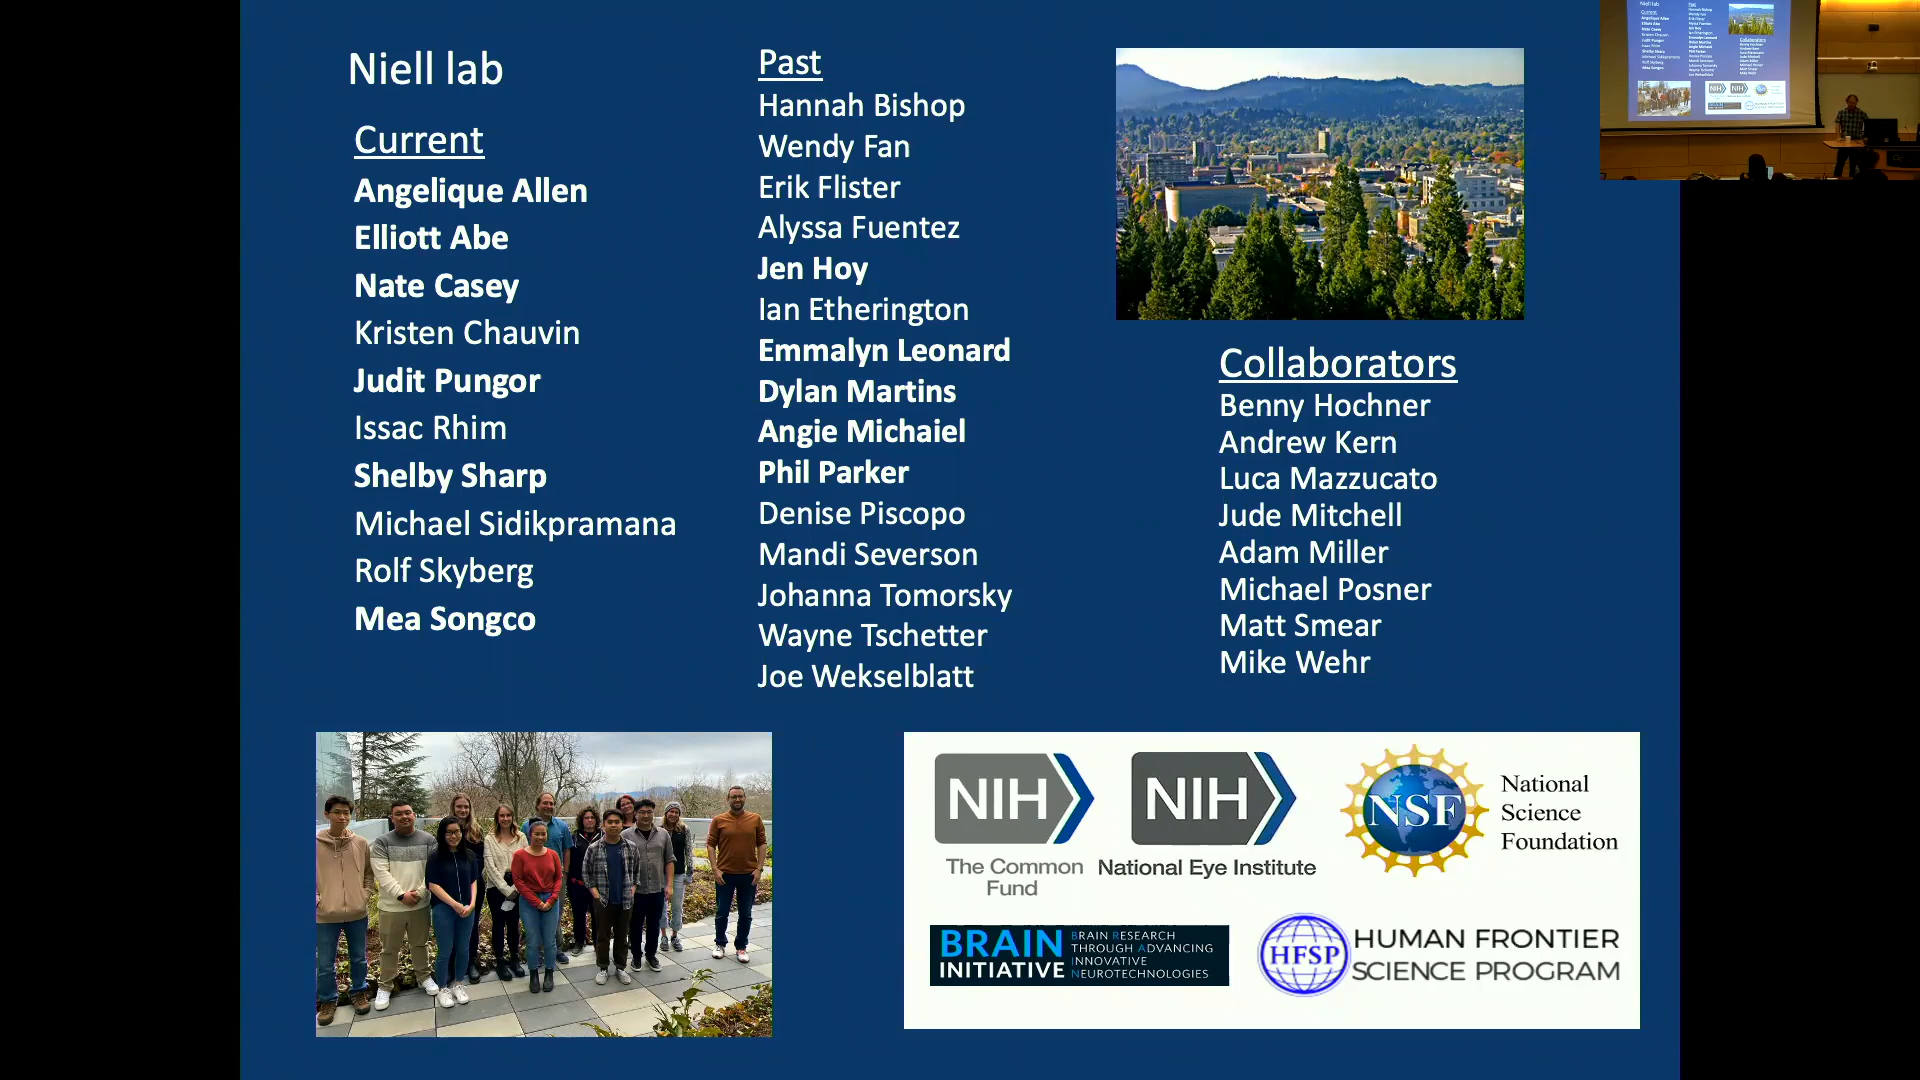 Niell lab
Current
Angelique Allen
Elliott Abe
Nate Casey
Kristen Chauvin
Judit Pungor
Issac Rhim
Shelby Sharp
Michael Sidikpramana
Rolf Skyberg
Mea Songco
Past
Hannah Bishop
Wendy Fan
Erik Flister
Alyssa Fuentez
Jen Hoy
Ian Etherington
Emmalyn Leonard
Dylan Martins
Angie Michaiel
Phil Parker
Denise Piscopo
Mandi Severson
Johanna Tomorsky
Wayne Tschetter
Joe Wekselblatt
Collaborators
Benny Hochner
Andrew Kern
Luca Mazzucato
Jude Mitchell
Adam Miller
Michael Posner
Matt Smear
Mike Wehr
NIH
The Common
Fund
NIH
National Eye Institute
NSF
National
Science
Foundation
BRAIN
INITIATIVE
BRAIN RESEARCH
THROUGH ADVANCING
INNOVATIVE
NEUROTECHNOLOGIES
HFSP
HUMAN FRONTIER
SCIENCE PROGRAM